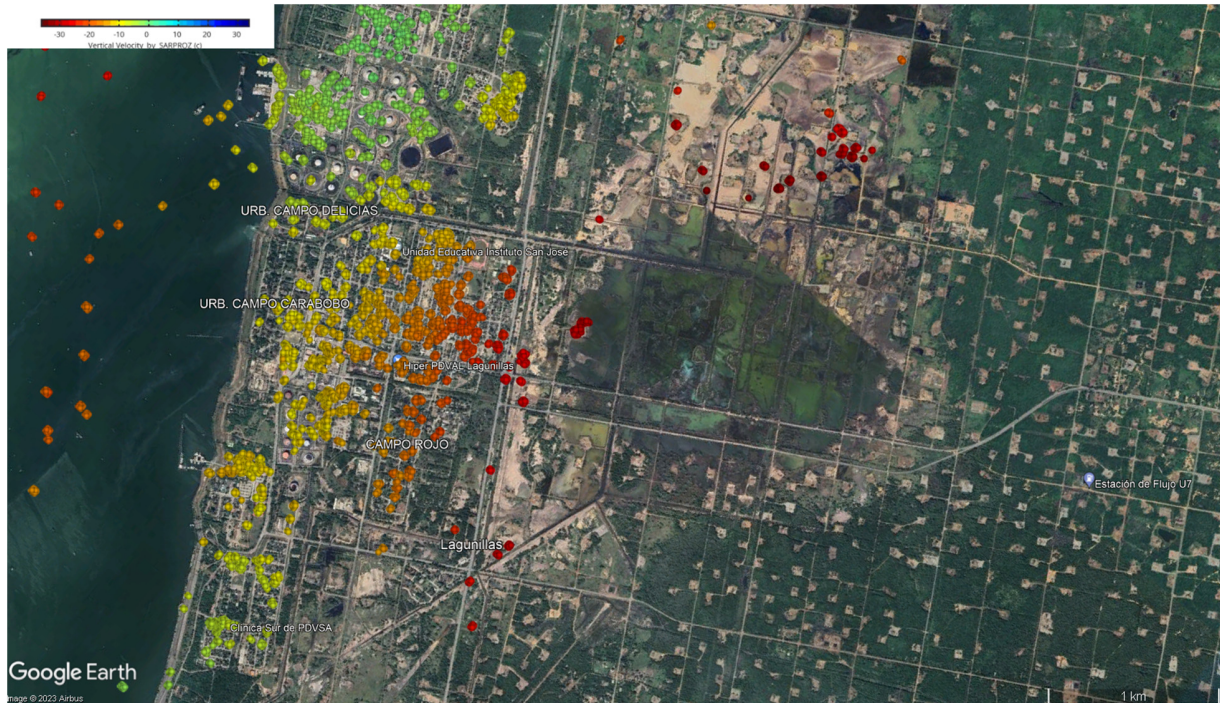 -30 -20 -10 0 10 20 30
Vertical Velocity by SARPROZ (c)
URB. CAMPO DELICIAS
Unidad Educativa Instituto San José
URB. CAMPO CARABOBO
Hiper PDVAL Lagunillas
CAMPO ROJO
Estación de Flujo U7
Lagunillas
Clínica Sur de PDVSA
Google Earth
Image © 2023 Airbus
1 km